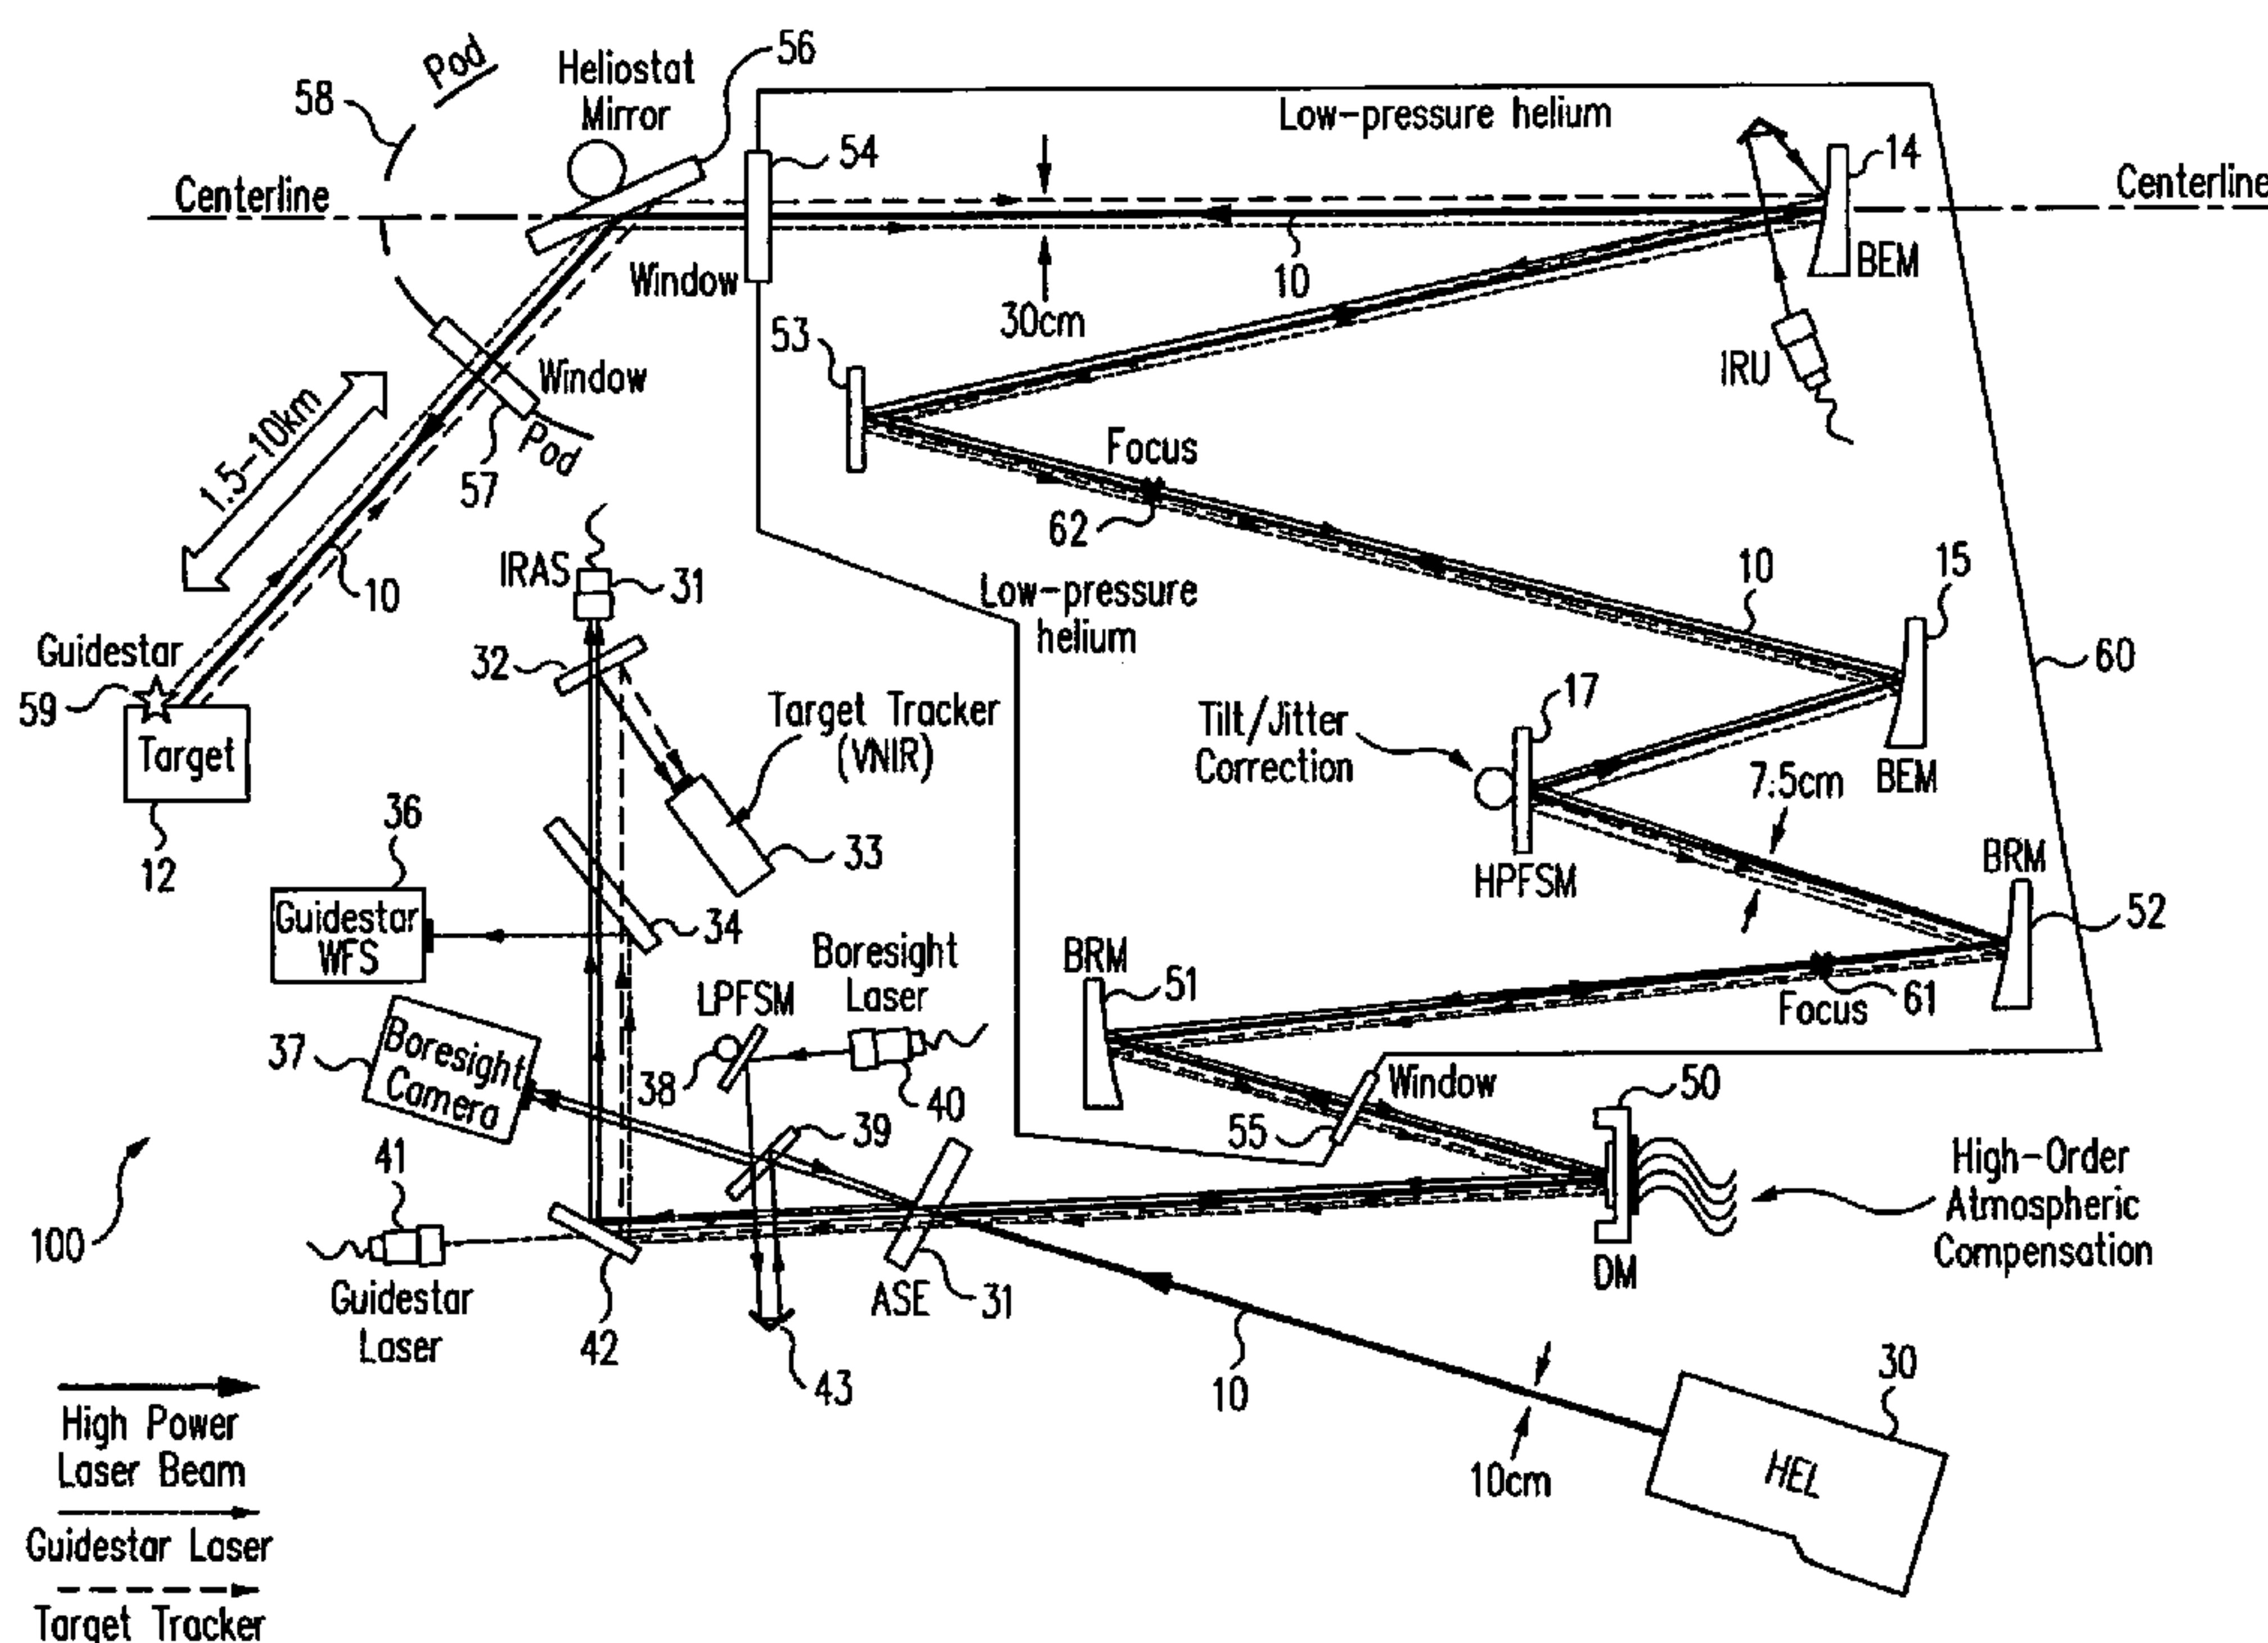 Pod
58
Heliostat
Mirror
56
Low-pressure helium
54
14
Centerline
Centerline
Window
10
BEM
30cm
53
IRU
Window
Pod
57
1.5-10km
Focus
62
IRAS
31
10
Low-pressure
helium
10
15
60
Guidestar
59
Target
12
32
Target Tracker
(VNIR)
Tilt/Jitter
Correction
17
7.5cm
BEM
36
33
HPFSM
BRM
52
Guidestar
WFS
34
Boresight
Laser
BRM
51
LPFSM
61
Focus
37
Boresight
Camera
38
40
Window
50
39
55
41
High-Order
Atmospheric
Compensation
100
Guidestar
Laser
42
ASE
31
DM
43
10
30
HEL
10cm
High Power
Laser Beam
Guidestar Laser
Target Tracker